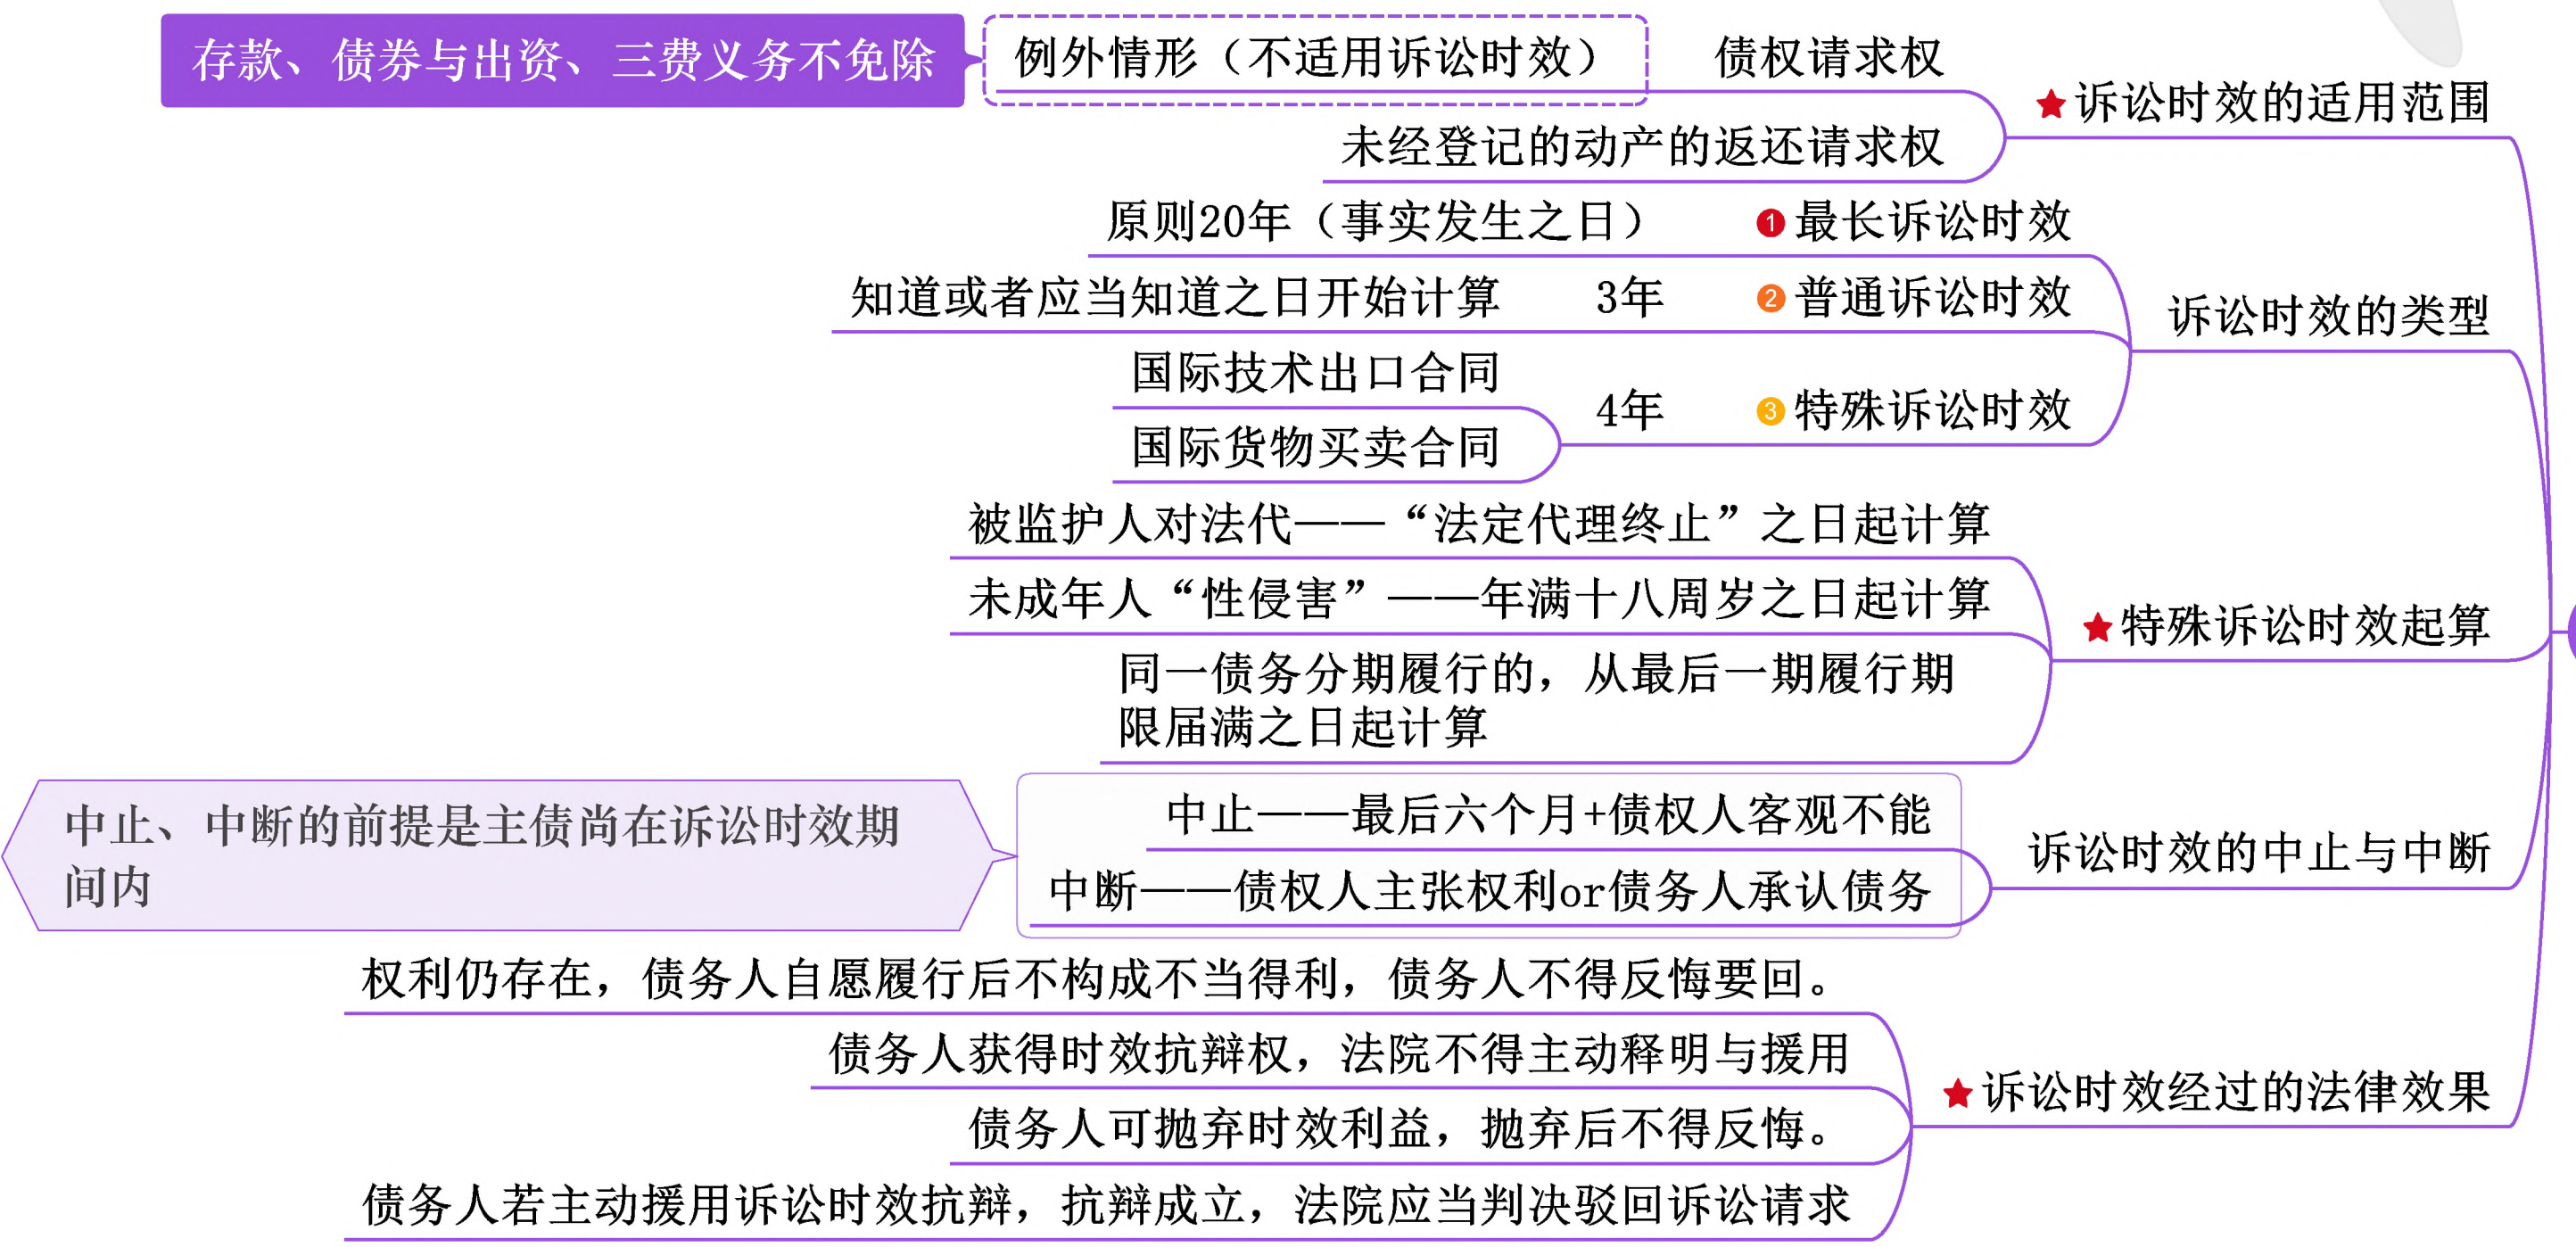 存款、债券与出资、三费义务不免除
例外情形（不适用诉讼时效）
债权请求权
★诉讼时效的适用范围
未经登记的动产的返还请求权
原则20年（事实发生之日）
1 最长诉讼时效
知道或者应当知道之日开始计算
3年
2 普通诉讼时效
诉讼时效的类型
国际技术出口合同
4年
3 特殊诉讼时效
国际货物买卖合同
被监护人对法代——“法定代理终止”之日起计算
未成年人“性侵害”——年满十八周岁之日起计算
★特殊诉讼时效起算
同一债务分期履行的，从最后一期履行期
限届满之日起计算
中止、中断的前提是主债尚在诉讼时效期
间内
中止——最后六个月+债权人客观不能
诉讼时效的中止与中断
中断——债权人主张权利or债务人承认债务
权利仍存在，债务人自愿履行后不构成不当得利，债务人不得反悔要回。
债务人获得时效抗辩权，法院不得主动释明与援用
★诉讼时效经过的法律效果
债务人可抛弃时效利益，抛弃后不得反悔。
债务人若主动援用诉讼时效抗辩，抗辩成立，法院应当判决驳回诉讼请求